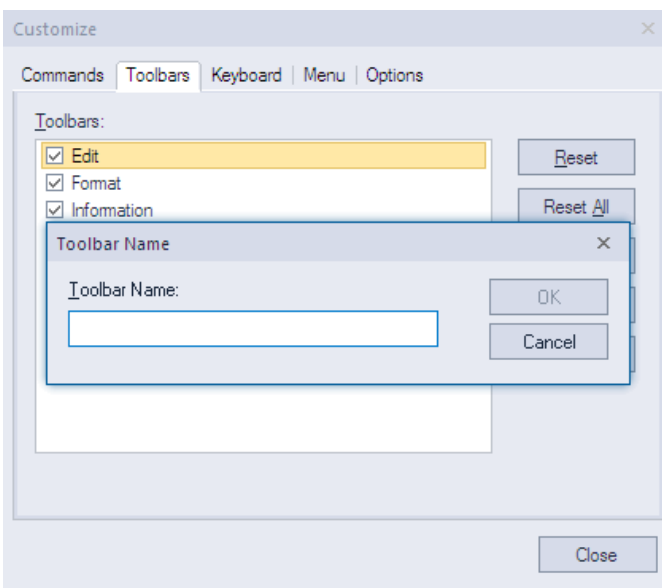 Customize
Commands Toolbars Keyboard Menu Options
Toolbars:
Edit
Format
Information
Reset
Reset All
Toolbar Name
Toolbar Name:
OK
Cancel
Close